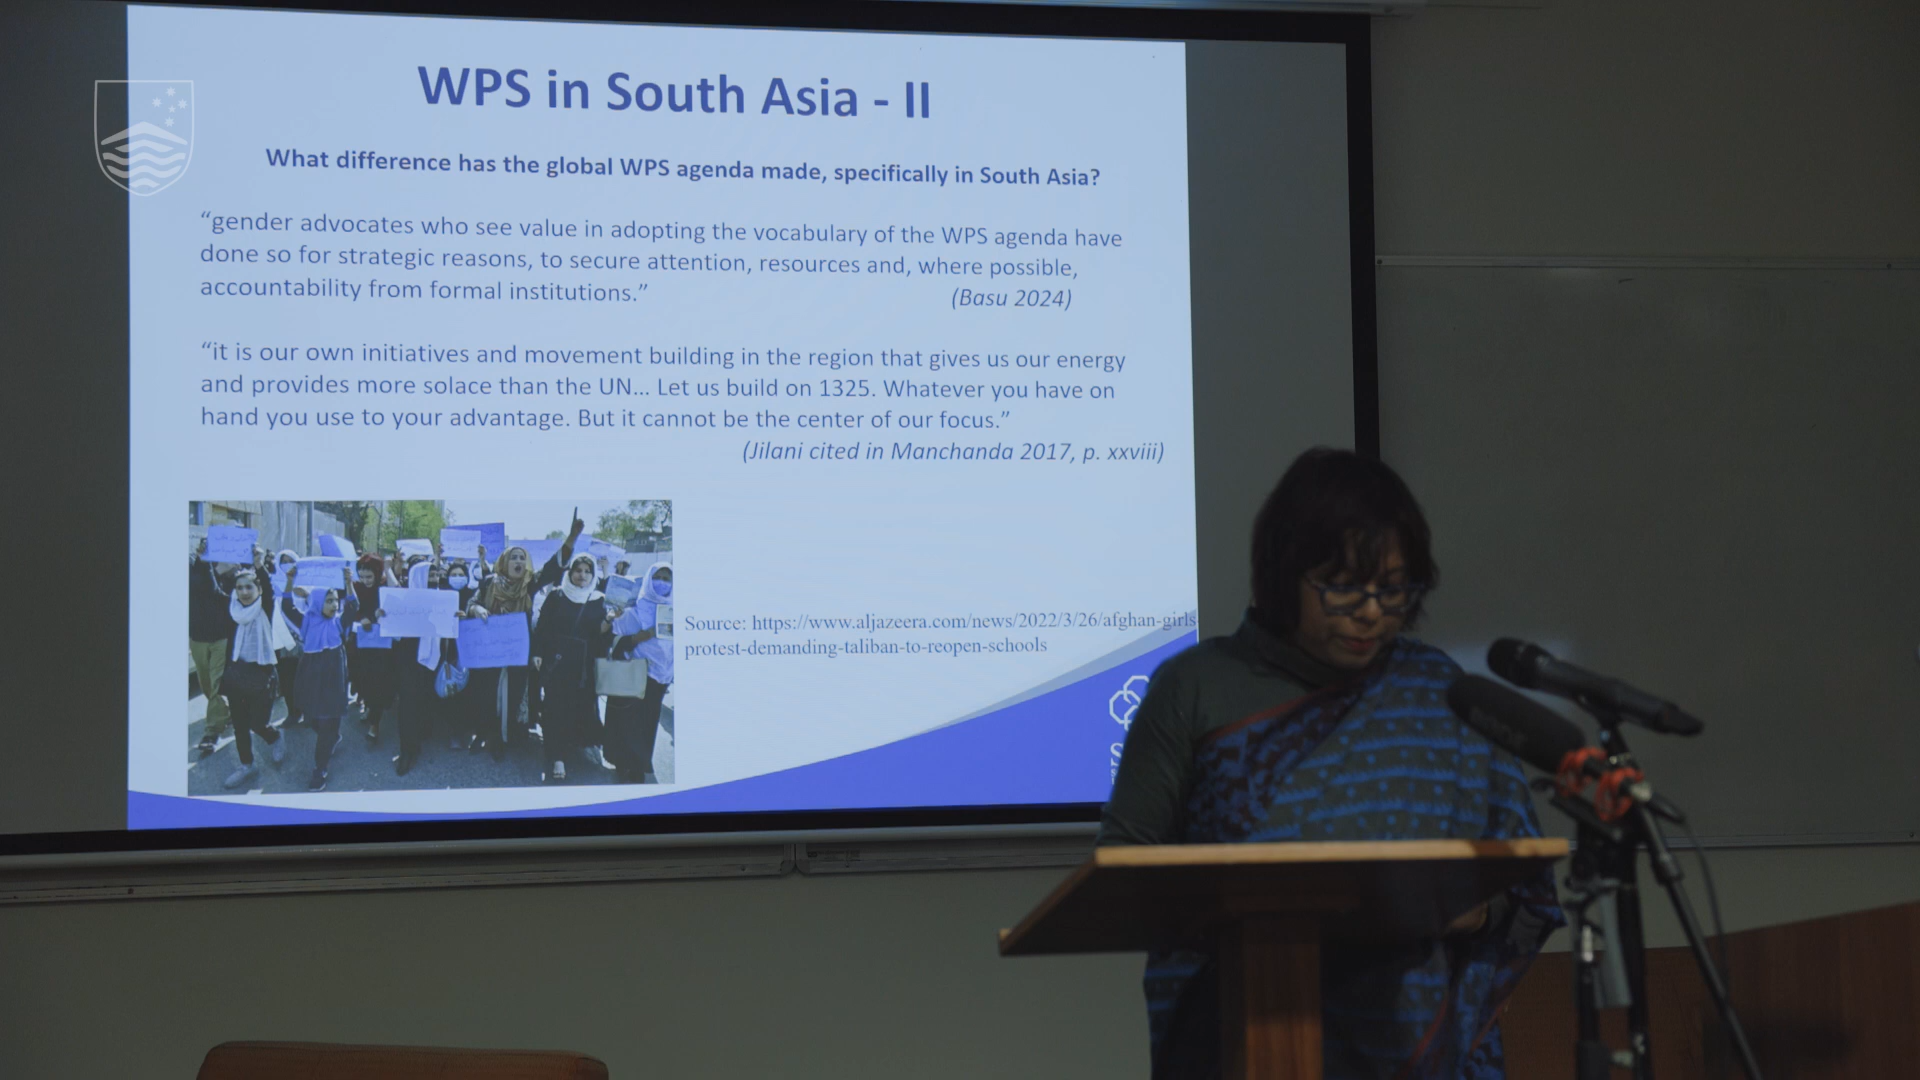 WPS in South Asia - II
What difference has the global WPS agenda made, specifically in South Asia?
“gender advocates who see value in adopting the vocabulary of the WPS agenda have
done so for strategic reasons, to secure attention, resources and, where possible,
accountability from formal institutions.” (Basu 2024)
“it is our own initiatives and movement building in the region that gives us our energy
and provides more solace than the UN... Let us build on 1325. Whatever you have on
hand you use to your advantage. But it cannot be the center of our focus.”
(Jilani cited in Manchanda 2017, p. xxviii)
Source: https://www.aljazeera.com/news/2022/3/26/afghan-girls-
protest-demanding-taliban-to-reopen-schools